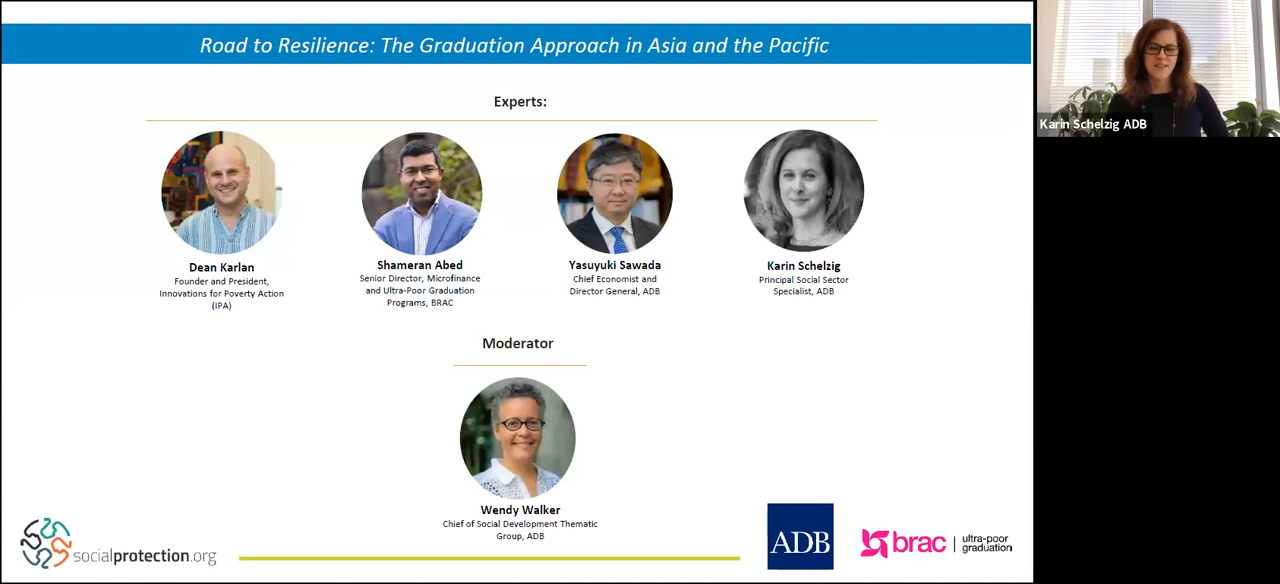 Road to Resilience: The Graduation Approach in Asia and the Pacific
Karin Schelzig ADB
Experts:
Dean Karlan
Founder and President,
Innovations for Poverty Action
(IPA)
Shameran Abed
Senior Director, Microfinance
and Ultra-Poor Graduation
Programs, BRAC
Yasuyuki Sawada
Chief Economist and
Director General, ADB
Karin Schelzig
Principal Social Sector
Specialist, ADB
Moderator
Wendy Walker
Chief of Social Development Thematic
Group, ADB
socialprotection.org
ADB
brac
ultra-poor
graduation